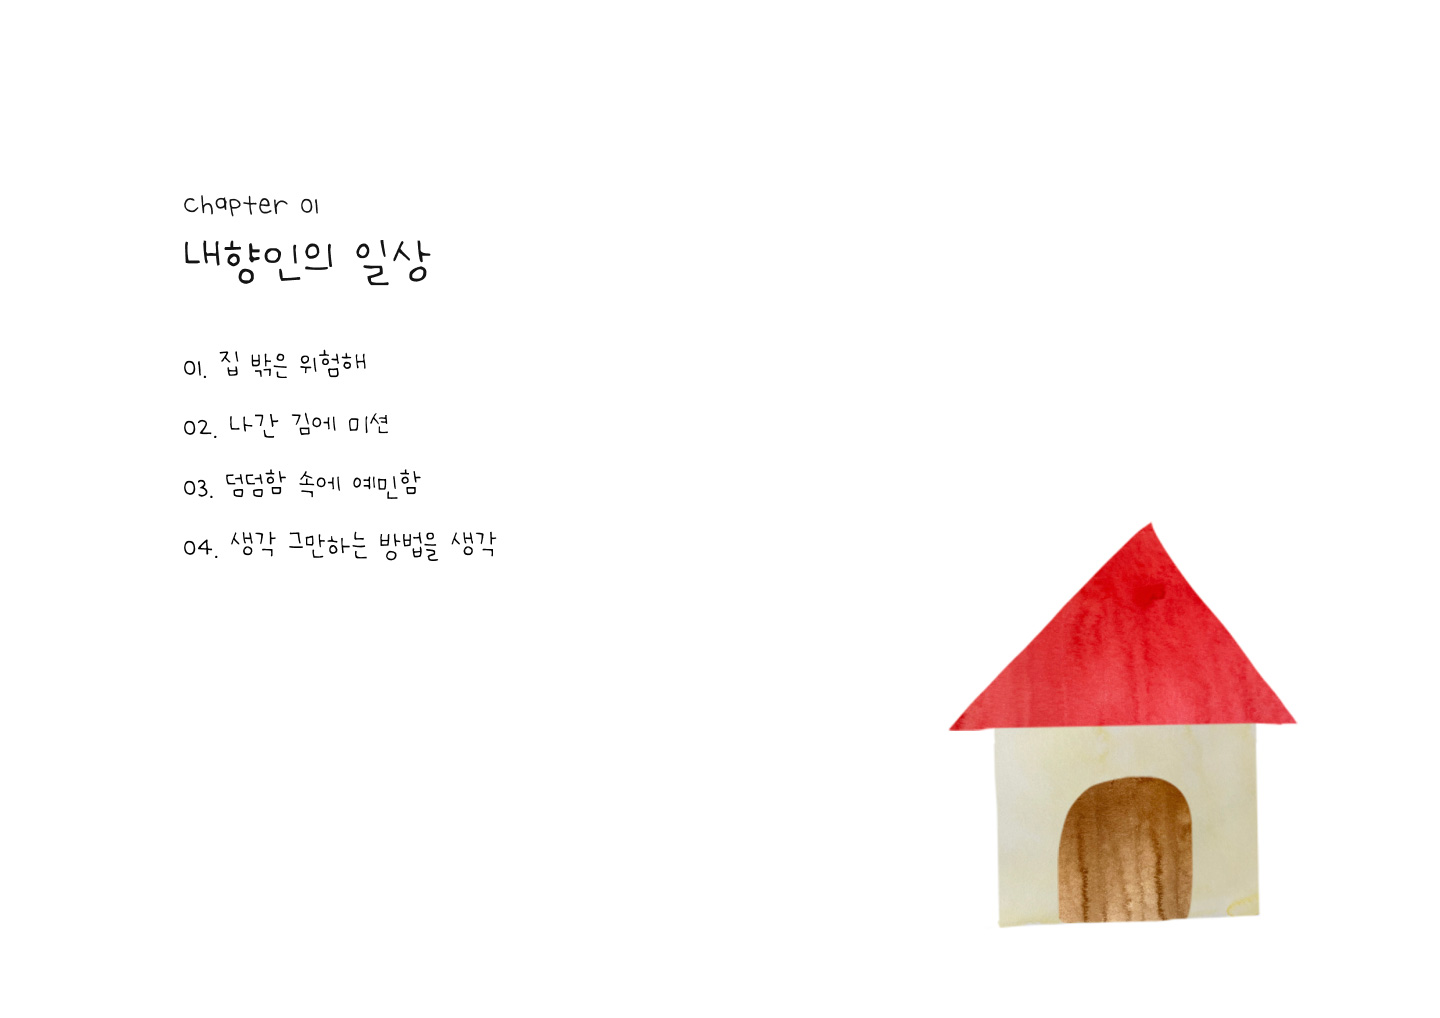 chapter 01
내향인의 일상
01. 집 밖은 위험해
02. 나간 김에 미션
03. 덤덤함 속에 예민함
04. 생각 그만하는 방법을 생각